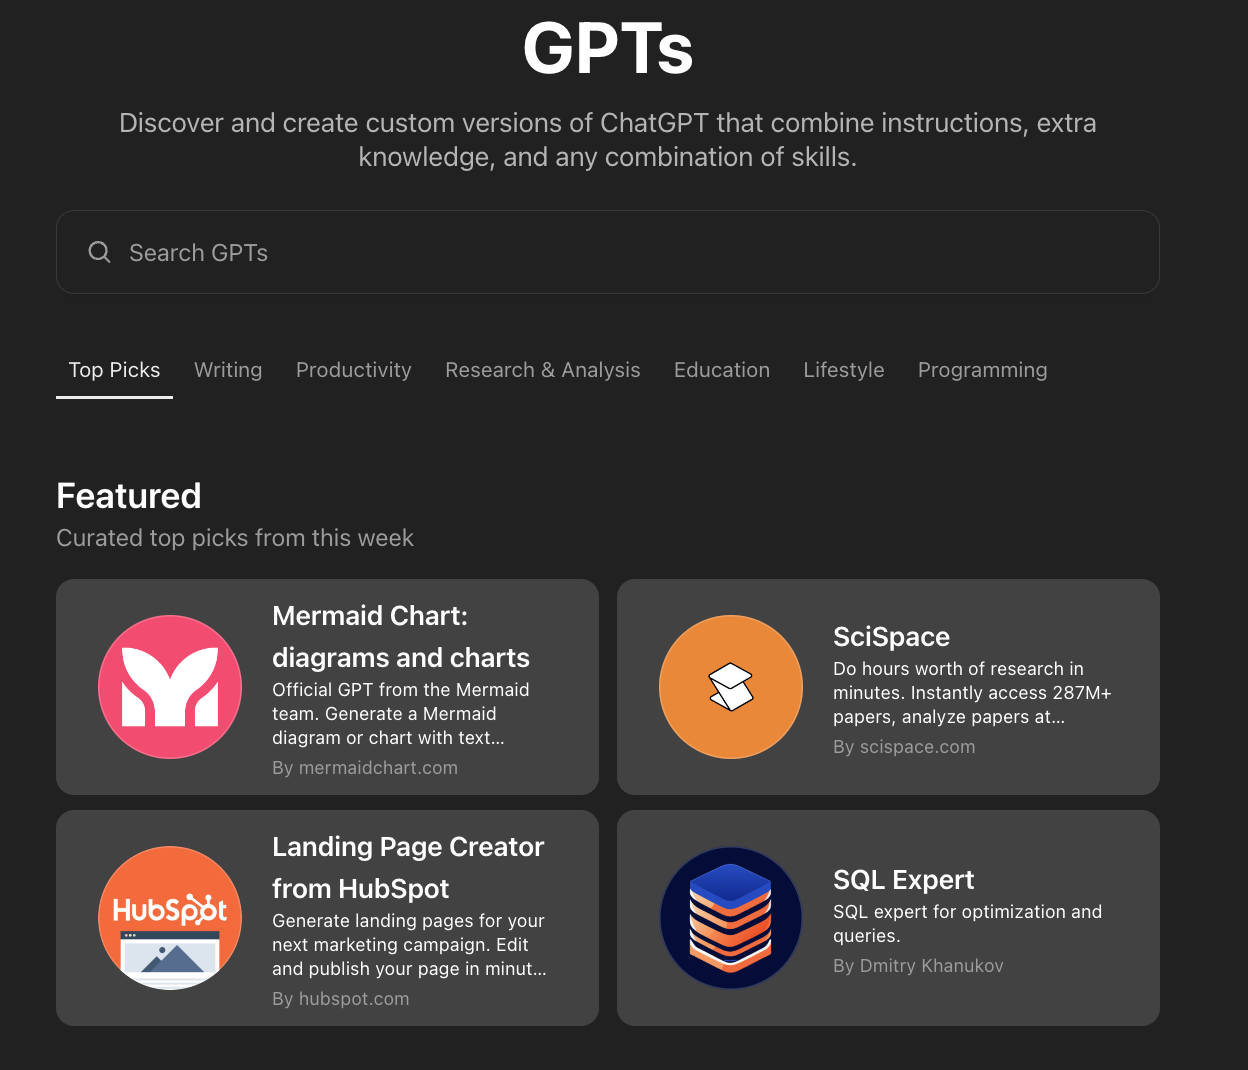 GPTs
Discover and create custom versions of ChatGPT that combine instructions, extra
knowledge, and any combination of skills.
Search GPTs
Top Picks Writing Productivity Research & Analysis Education Lifestyle Programming
Featured
Curated top picks from this week
Mermaid Chart:
diagrams and charts
Official GPT from the Mermaid
team. Generate a Mermaid
diagram or chart with text...
By mermaidchart.com
SciSpace
Do hours worth of research in
minutes. Instantly access 287M+
papers, analyze papers at...
By scispace.com
HubSpot
Landing Page Creator
from HubSpot
Generate landing pages for your
next marketing campaign. Edit
and publish your page in minut...
By hubspot.com
SQL Expert
SQL expert for optimization and
queries.
By Dmitry Khanukov